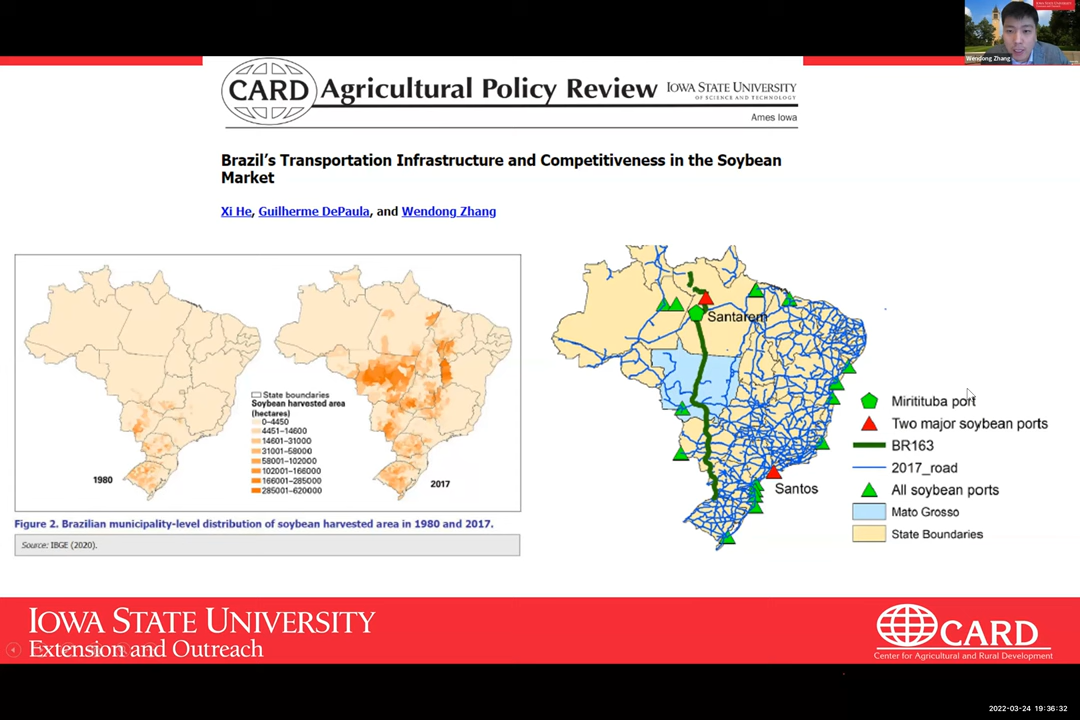 Wendong Zhang
CARD
Agricultural Policy Review
IOWA STATE UNIVERSITY
OF SCIENCE AND TECHNOLOGY
Ames Iowa
Brazil's Transportation Infrastructure and Competitiveness in the Soybean
Market
Xi He, Guilherme DePaula, and Wendong Zhang
State boundaries
Soybean harvested area
(hectares)
0–4450
4451–14600
14601–31000
31001–58000
58001–102000
102001–166000
166001–285000
285001–620000
1980
2017
Figure 2. Brazilian municipality-level distribution of soybean harvested area in 1980 and 2017.
Source: IBGE (2020).
Santarem
Santos
Miritituba port
Two major soybean ports
BR163
2017_road
All soybean ports
Mato Grosso
State Boundaries
IOWA STATE UNIVERSITY
Extension and Outreach
CARD
Center for Agricultural and Rural Development
2022-03-24 19:36:32